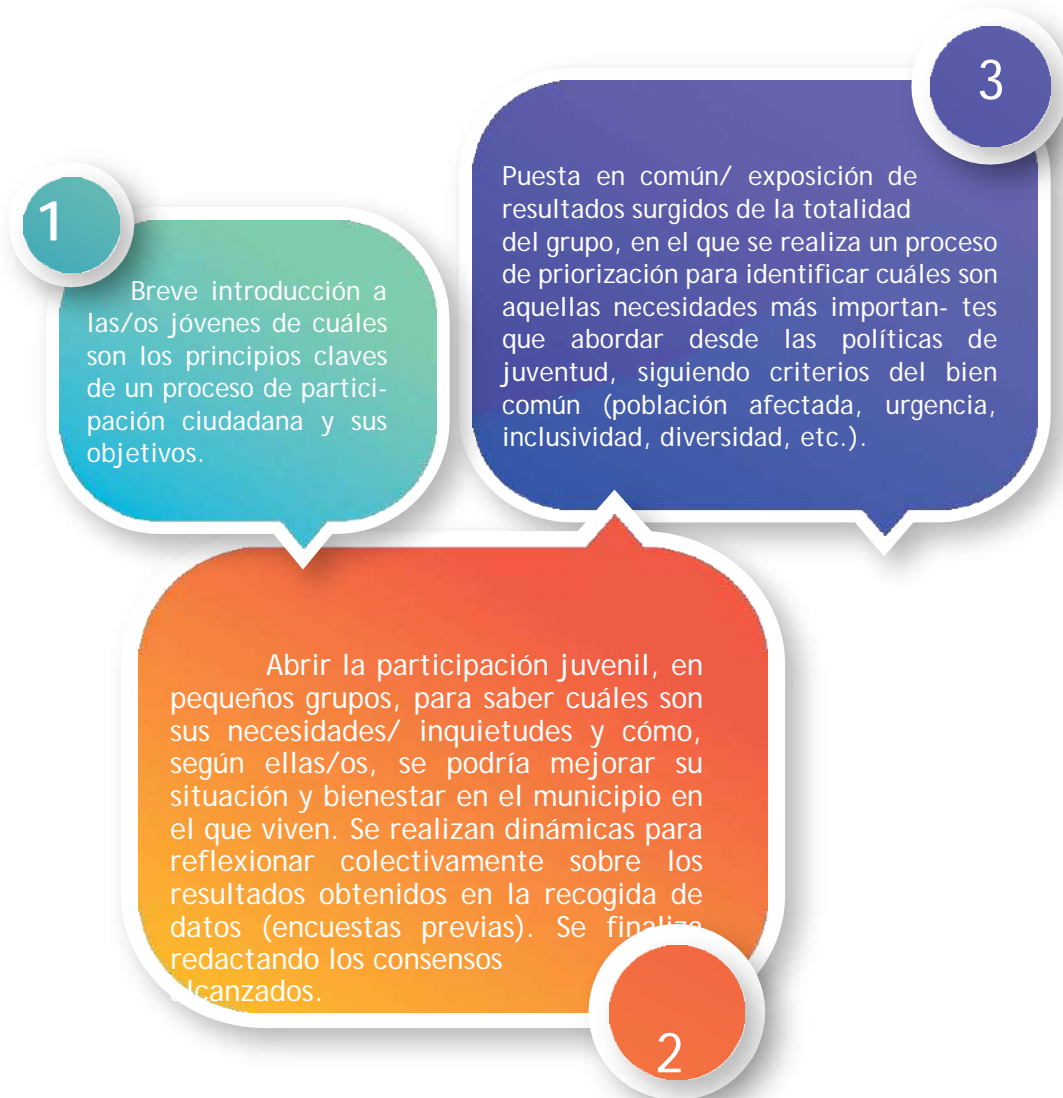 1
Breve introducción a
las/os jóvenes de cuáles
son los principios claves
de un proceso de partici-
pación ciudadana y sus
objetivos.
Abrir la participación juvenil, en
pequeños grupos, para saber cuáles son
sus necesidades/ inquietudes y cómo,
según ellas/os, se podría mejorar su
situación y bienestar en el municipio en
el que viven. Se realizan dinámicas para
reflexionar colectivamente sobre los
resultados obtenidos en la recogida de
datos (encuestas previas). Se finaliza
redactando los consensos
alcanzados.
2
3
Puesta en común/ exposición de
resultados surgidos de la totalidad
del grupo, en el que se realiza un proceso
de priorización para identificar cuáles son
aquellas necesidades más importan- tes
que abordar desde las políticas de
juventud, siguiendo criterios del bien
común (población afectada, urgencia,
inclusividad, diversidad, etc.).